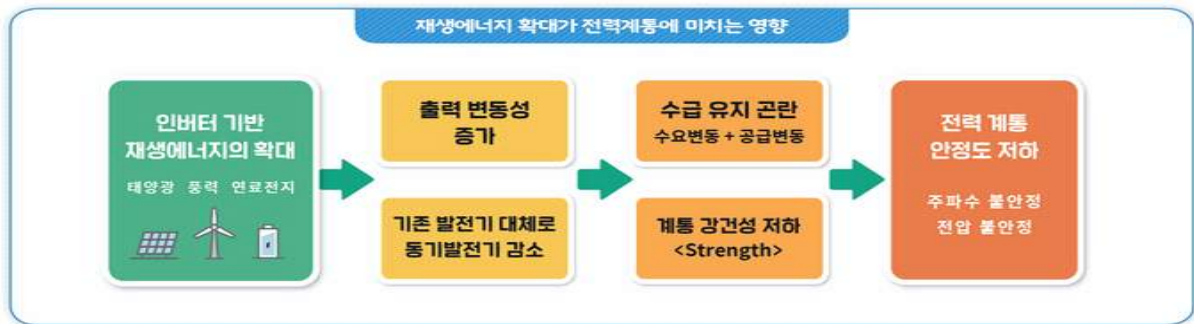 재생에너지 확대가 전력계통에 미치는 영향
인버터 기반
재생에너지의 확대
태양광 풍력 연료전지
출력 변동성
증가
기존 발전기 대체로
동기발전기 감소
수급 유지 곤란
수요변동 + 공급변동
계통 강건성 저하
<Strength>
전력 계통
안정도 저하
주파수 불안정
전압 불안정